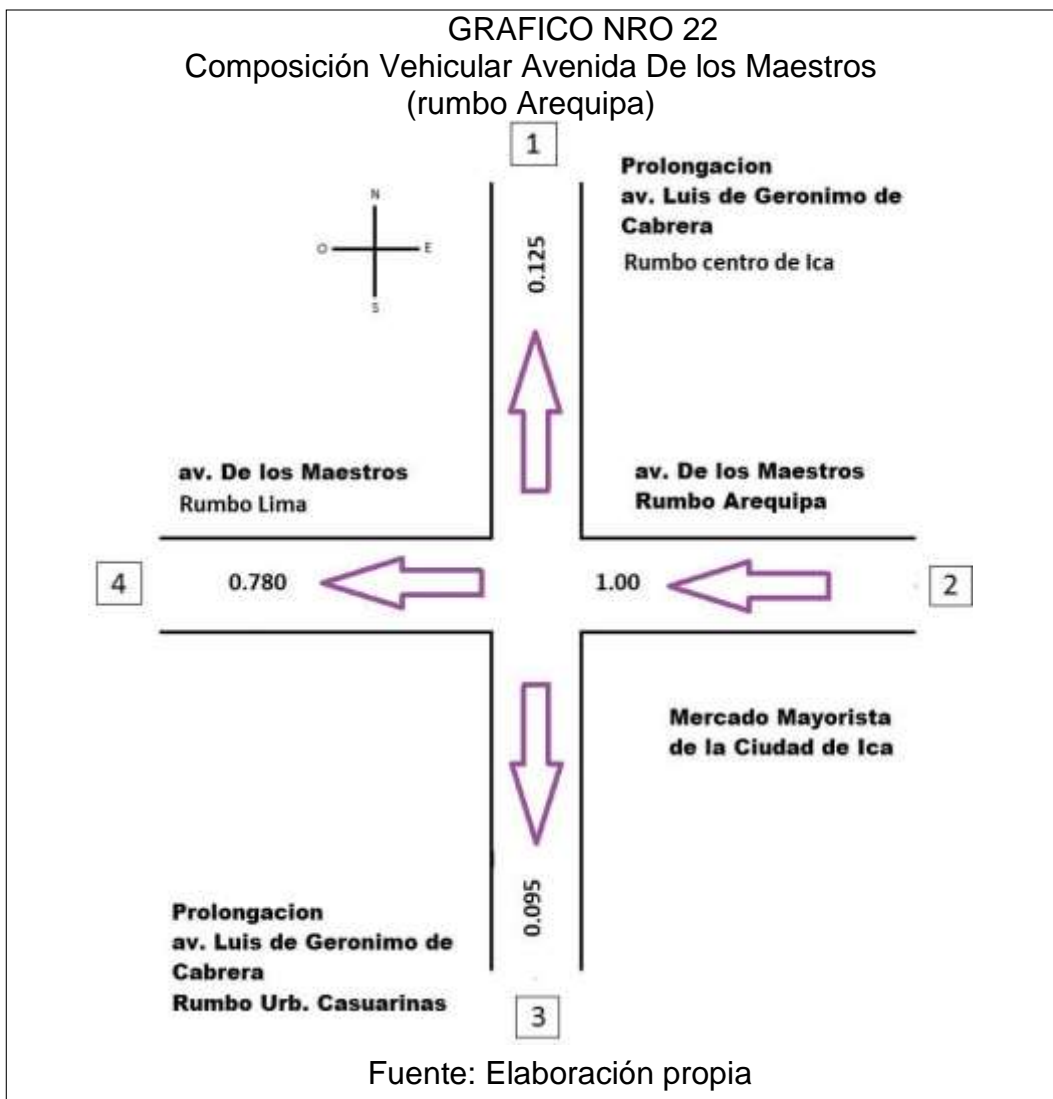 GRAFICO NRO 22
Composición Vehicular Avenida De los Maestros
(rumbo Arequipa)
1
Prolongacion
av. Luis de Geronimo de
Cabrera
Rumbo centro de Ica
N
O
E
S
0.125
av. De los Maestros
Rumbo Lima
av. De los Maestros
Rumbo Arequipa
4
0.780
1.00
2
Mercado Mayorista
de la Ciudad de Ica
0.095
Prolongacion
av. Luis de Geronimo de
Cabrera
Rumbo Urb. Casuarinas
3
Fuente: Elaboración propia